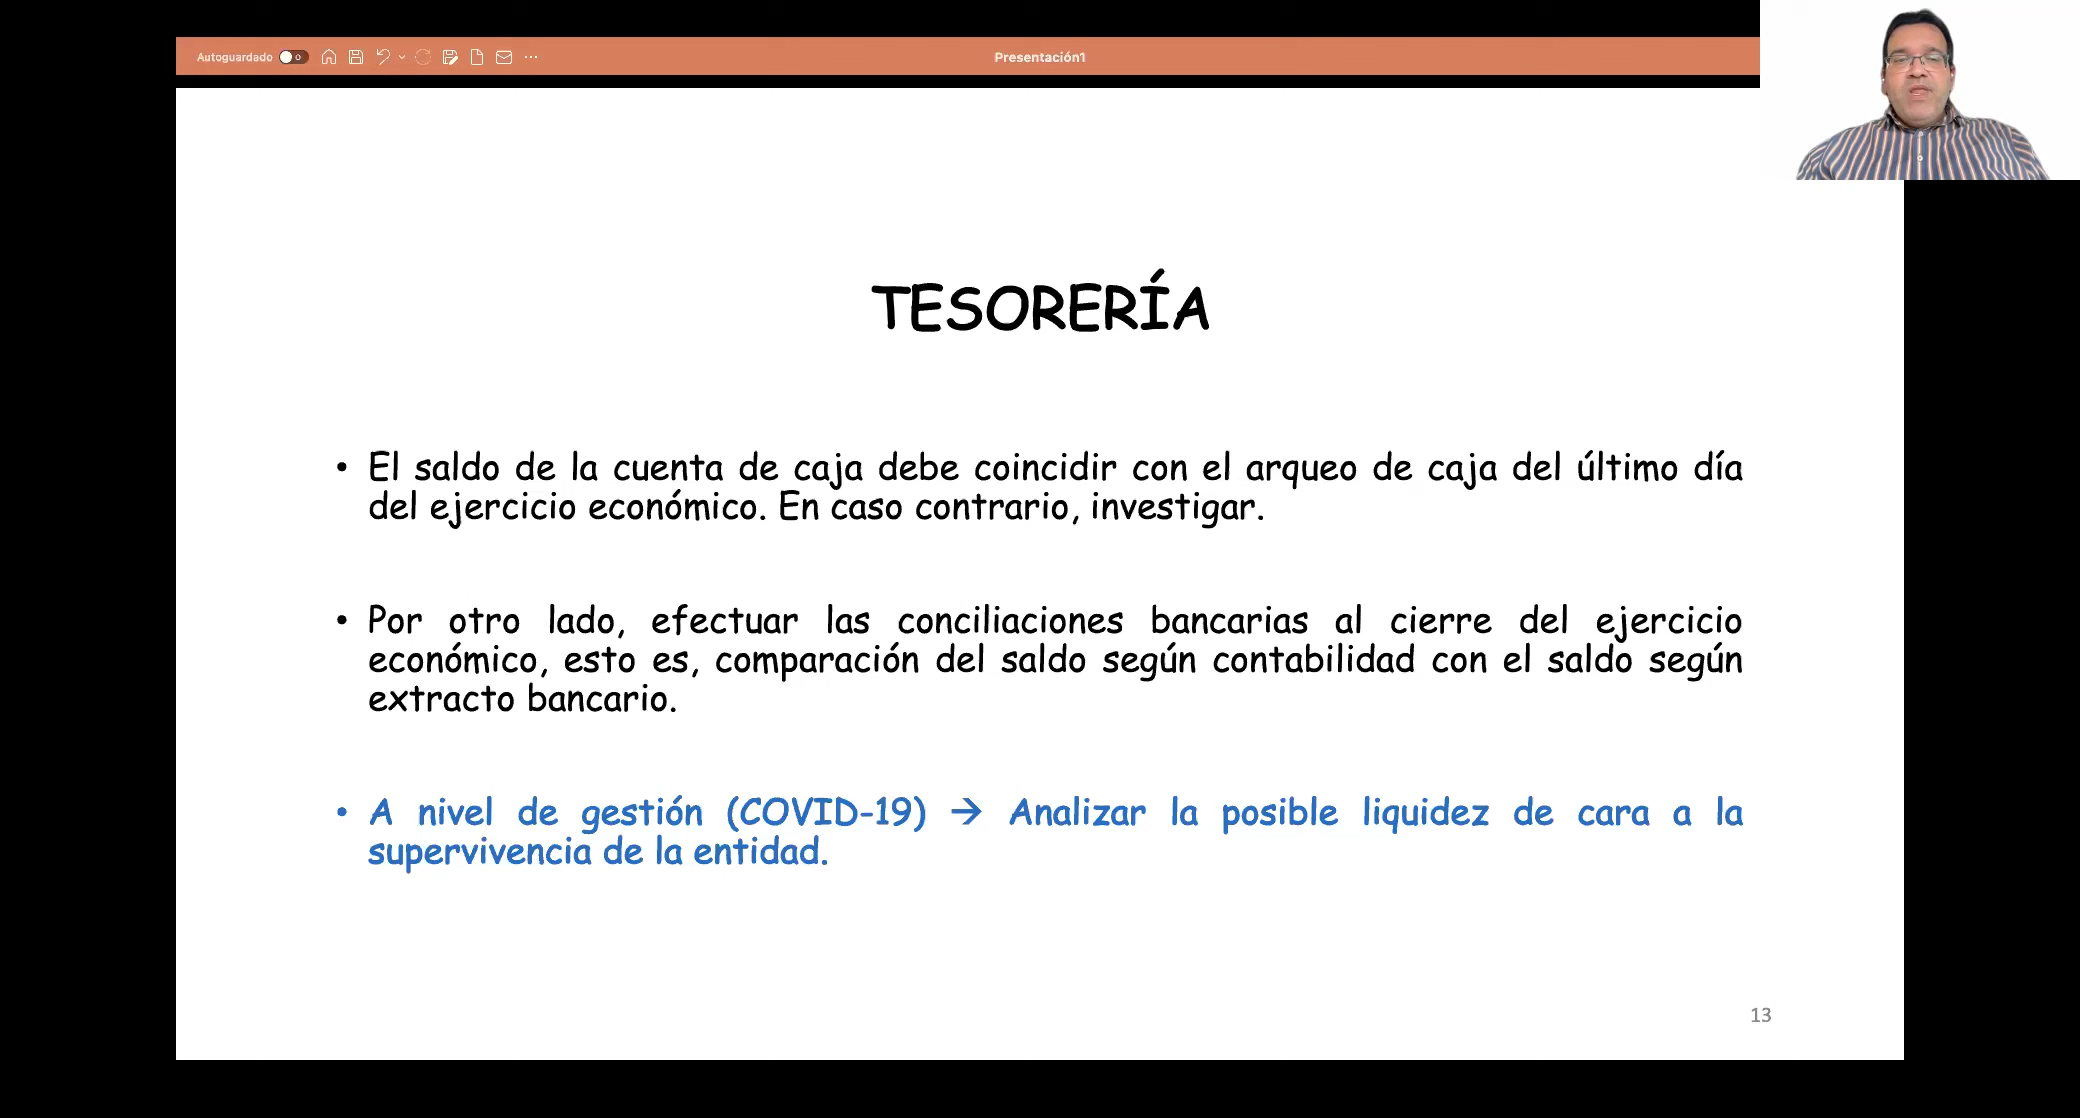 Autoguardado
Presentación1
TESORERÍA
• El saldo de la cuenta de caja debe coincidir con el arqueo de caja del último día
del ejercicio económico. En caso contrario, investigar.
• Por otro lado, efectuar las conciliaciones bancarias al cierre del ejercicio
económico, esto es, comparación del saldo según contabilidad con el saldo según
extracto bancario.
• A nivel de gestión (COVID-19) → Analizar la posible liquidez de cara a la
supervivencia de la entidad.
13